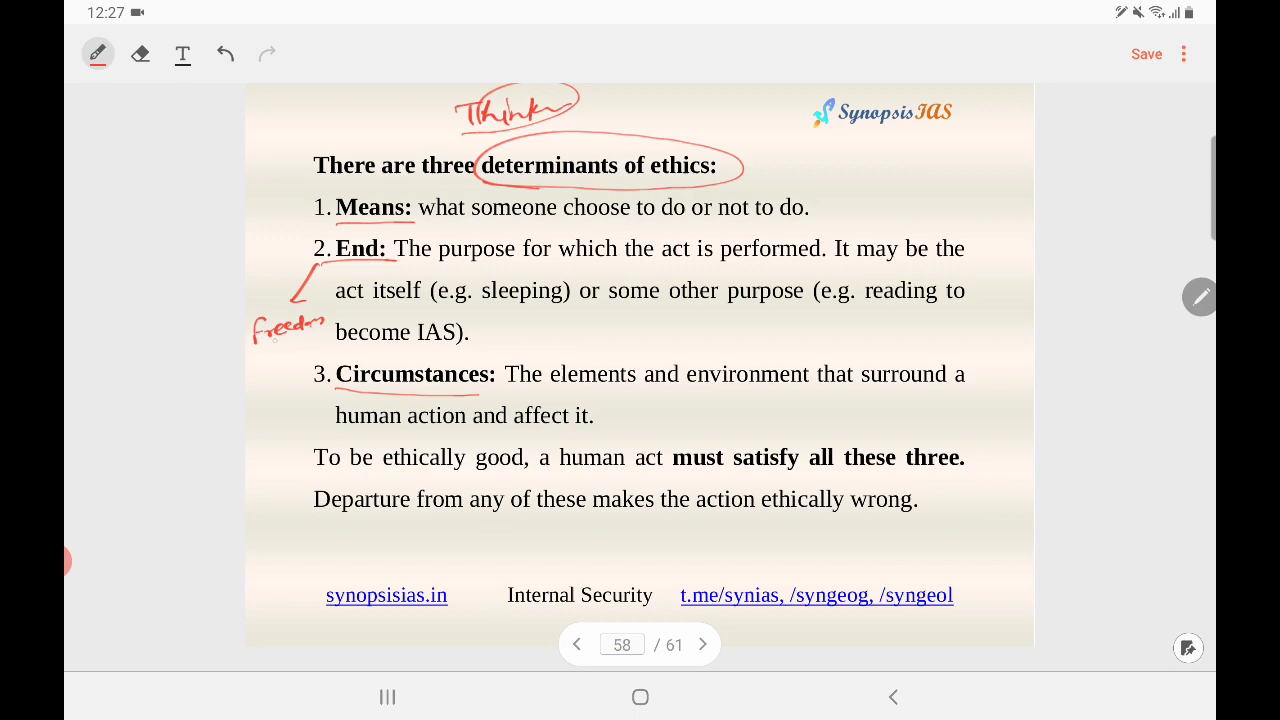 12:27
Save
Think
SynopsisIAS
There are three determinants of ethics:
1. Means: what someone choose to do or not to do.
2. End: The purpose for which the act is performed. It may be the
act itself (e.g. sleeping) or some other purpose (e.g. reading to
Freedom
become IAS).
3. Circumstances: The elements and environment that surround a
human action and affect it.
To be ethically good, a human act must satisfy all these three.
Departure from any of these makes the action ethically wrong.
synopsisias.in Internal Security t.me/synias, /syngeog, /syngeol
58 / 61